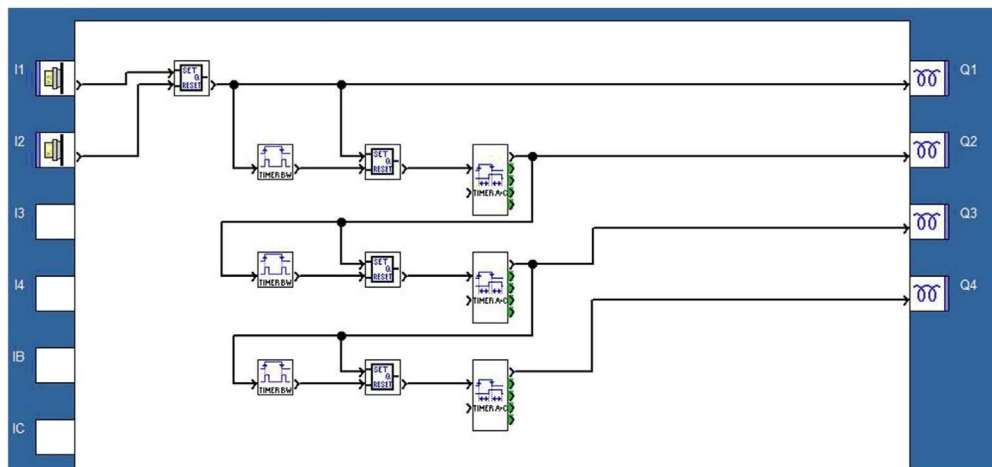 I1
SET
Q
RESET
Q1
I2
TIMER BW
SET
Q
RESET
TIMER A>C
Q2
I3
Q3
TIMER BW
SET
Q
RESET
TIMER A>C
I4
Q4
IB
TIMER BW
SET
Q
RESET
TIMER A>C
IC